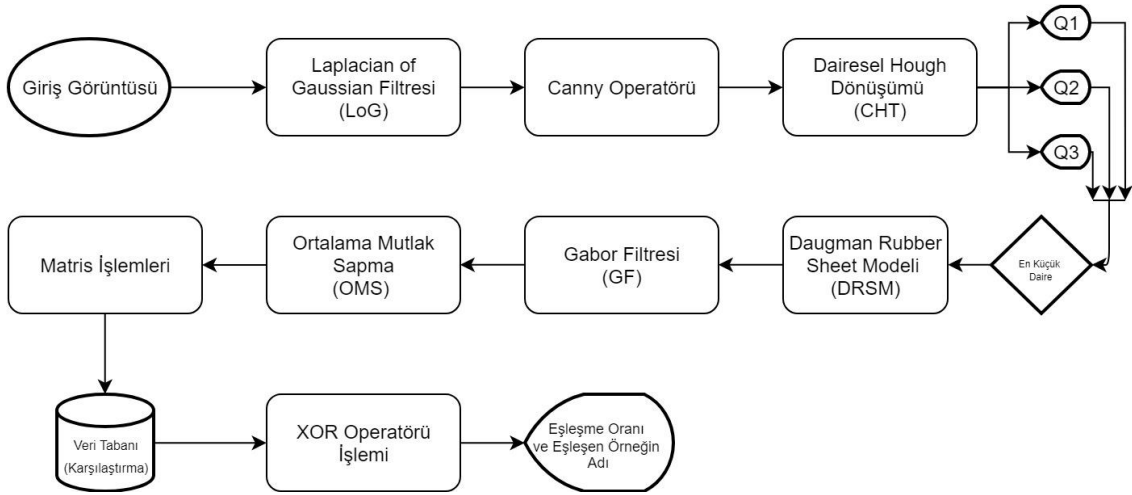 Giriş Görüntüsü
Laplacian of
Gaussian Filtresi
(LoG)
Canny Operatörü
Dairesel Hough
Dönüşümü
(CHT)
Q1
Q2
Q3
En Küçük
Daire
Daugman Rubber
Sheet Modeli
(DRSM)
Gabor Filtresi
(GF)
Ortalama Mutlak
Sapma
(OMS)
Matris İşlemleri
Veri Tabanı
(Karşılaştırma)
XOR Operatörü
İşlemi
Eşleşme Oranı
ve Eşleşen Örneğin
Adı